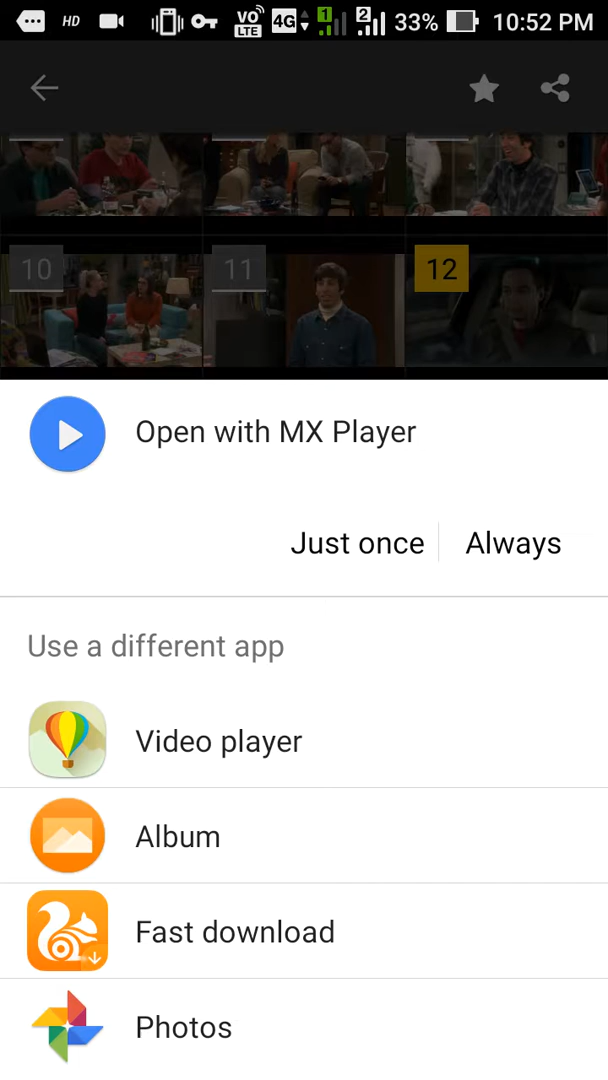 HD VO LTE 4G 1 2 33% 10:52 PM
10 11 12
Open with MX Player
Just once Always
Use a different app
Video player
Album
Fast download
Photos